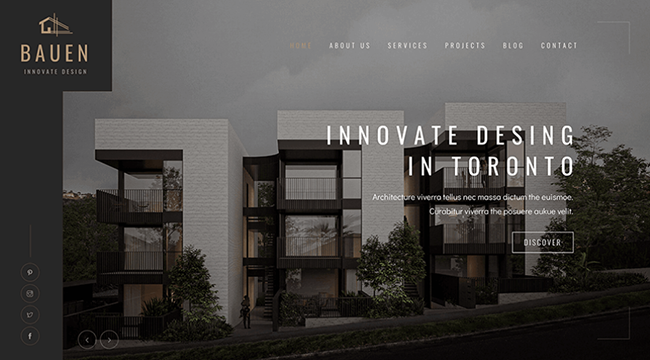 BAUEN
INNOVATE DESIGN
HOME ABOUT US SERVICES PROJECTS BLOG CONTACT
INNOVATE DESING
IN TORONTO
Architecture viverra tellus nec massa dictum the euismoe.
Curabitur viverra the posuere aukue velit.
DISCOVER